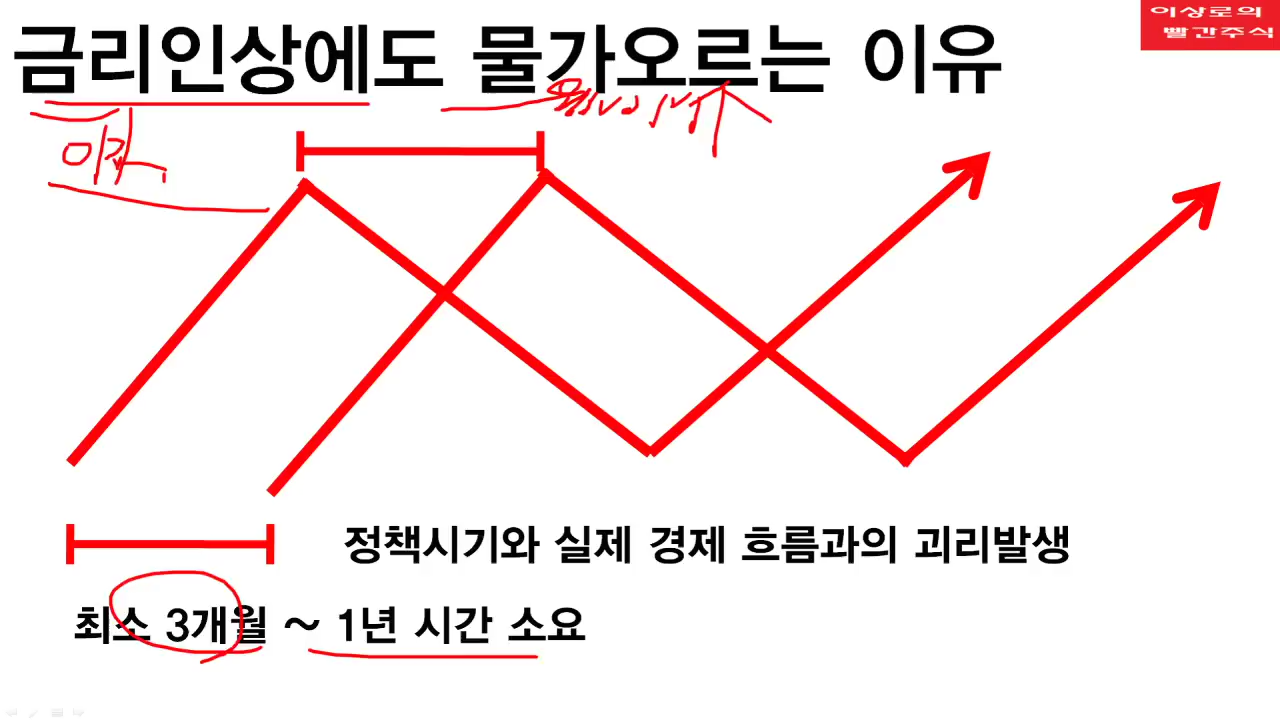 금리인상에도 물가오르는 이유
이상로의
빨간주식
정책시기와 실제 경제 흐름과의 괴리발생
최소 3개월 ~ 1년 시간 소요